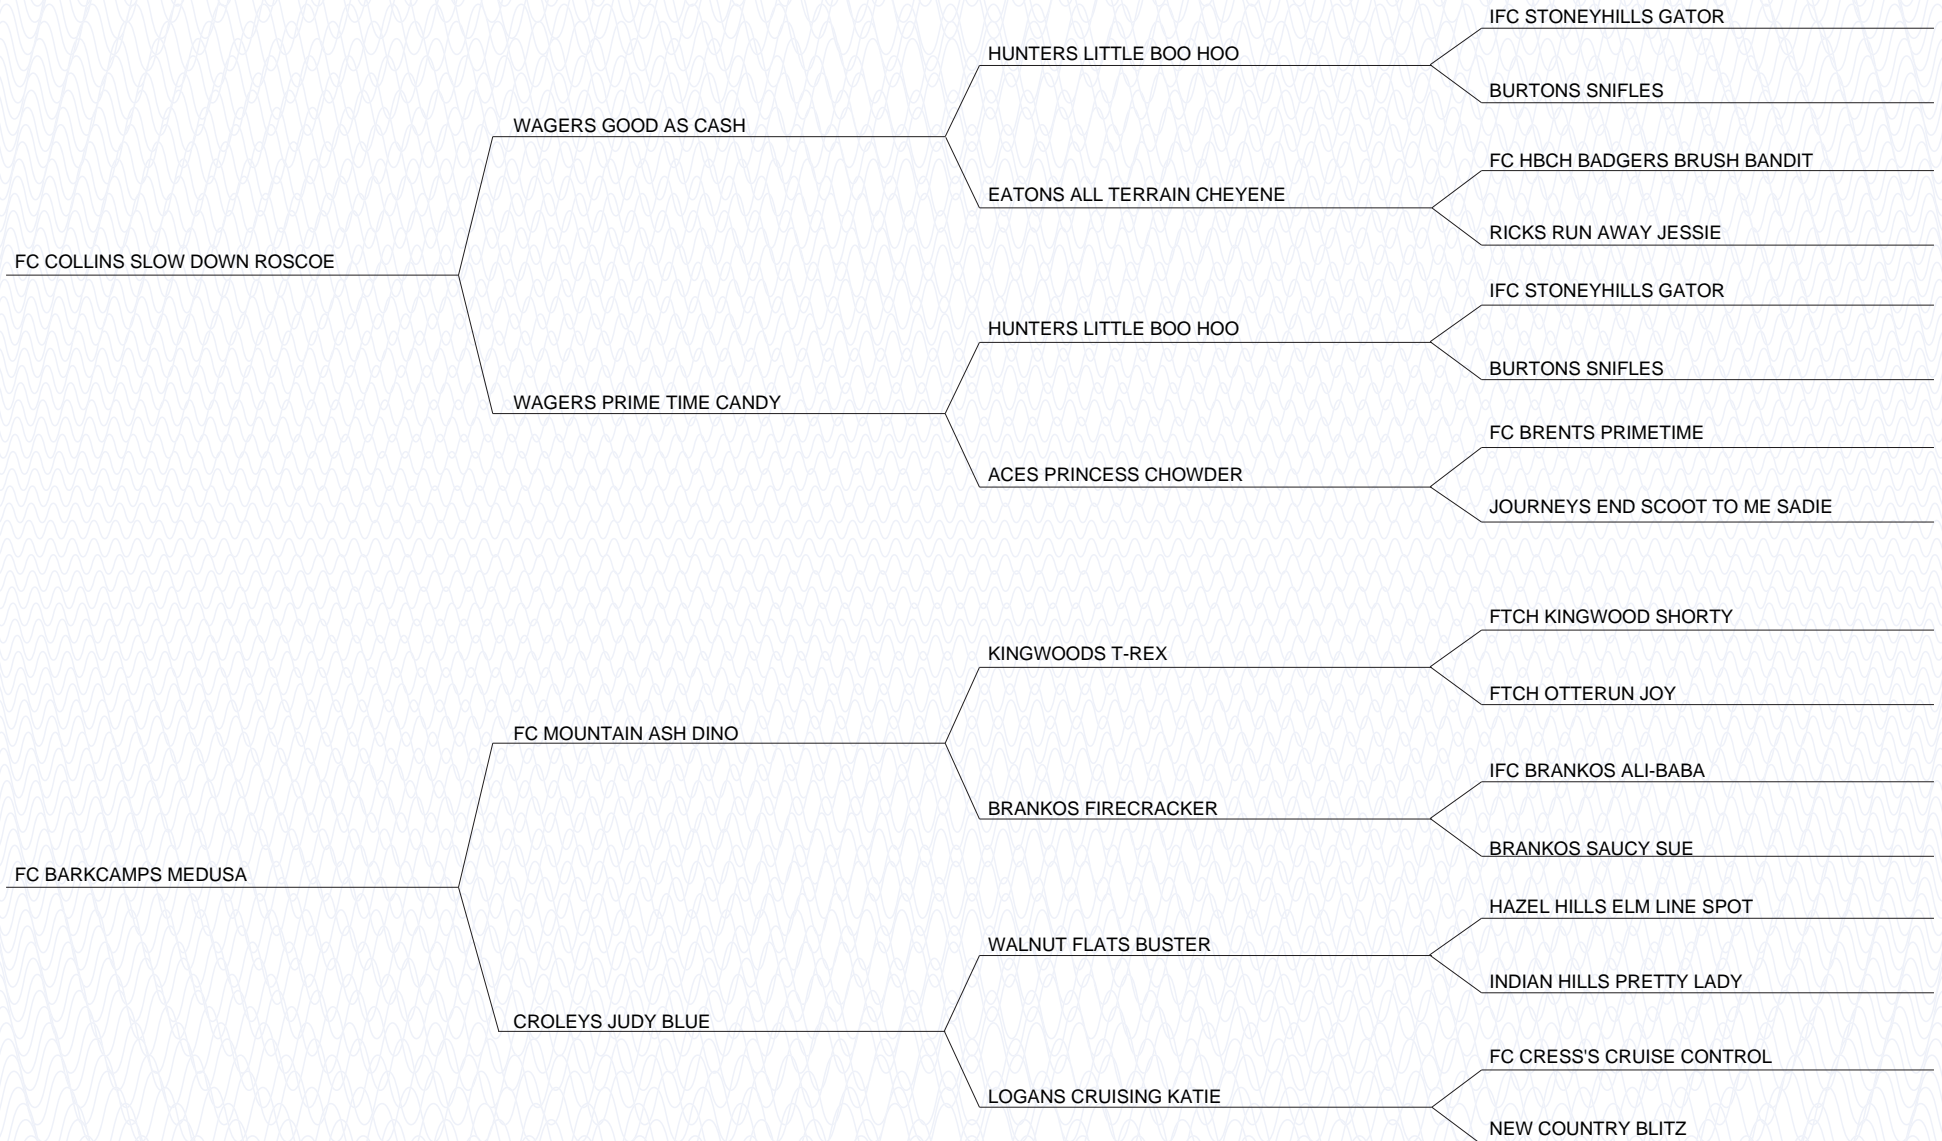 IFC STONEYHILLS GATOR
HUNTERS LITTLE BOO HOO
BURTONS SNIFLES
WAGERS GOOD AS CASH
FC HBCH BADGERS BRUSH BANDIT
EATONS ALL TERRAIN CHEYENE
RICKS RUN AWAY JESSIE
FC COLLINS SLOW DOWN ROSCOE
IFC STONEYHILLS GATOR
HUNTERS LITTLE BOO HOO
BURTONS SNIFLES
WAGERS PRIME TIME CANDY
FC BRENTS PRIMETIME
ACES PRINCESS CHOWDER
JOURNEYS END SCOOT TO ME SADIE
FTCH KINGWOOD SHORTY
KINGWOODS T-REX
FTCH OTTERUN JOY
FC MOUNTAIN ASH DINO
IFC BRANKOS ALI-BABA
BRANKOS FIRECRACKER
BRANKOS SAUCY SUE
FC BARKCAMPS MEDUSA
HAZEL HILLS ELM LINE SPOT
WALNUT FLATS BUSTER
INDIAN HILLS PRETTY LADY
CROLEYS JUDY BLUE
FC CRESS'S CRUISE CONTROL
LOGANS CRUISING KATIE
NEW COUNTRY BLITZ